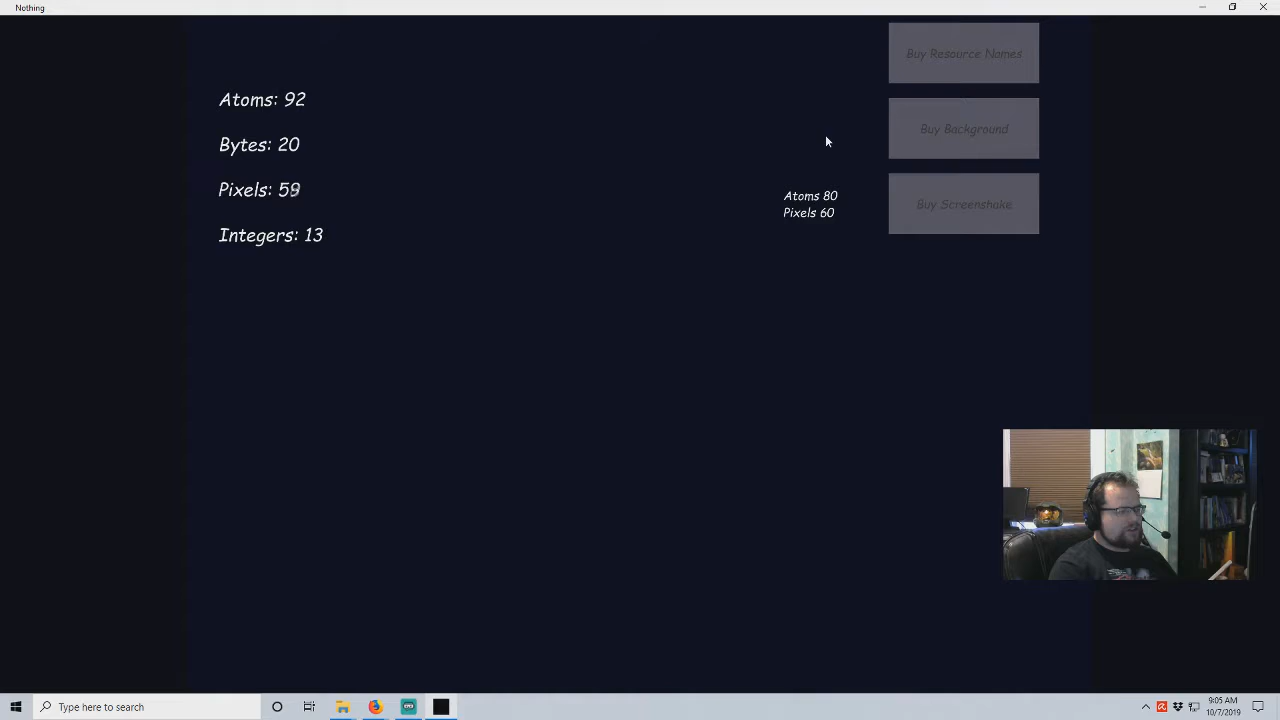 Nothing
Buy Resource Names
Atoms: 92
Buy Background
Bytes: 20
Pixels: 59
Atoms 80
Pixels 60
Buy Screenshake
Integers: 13
Type here to search
9:05 AM
10/7/2019